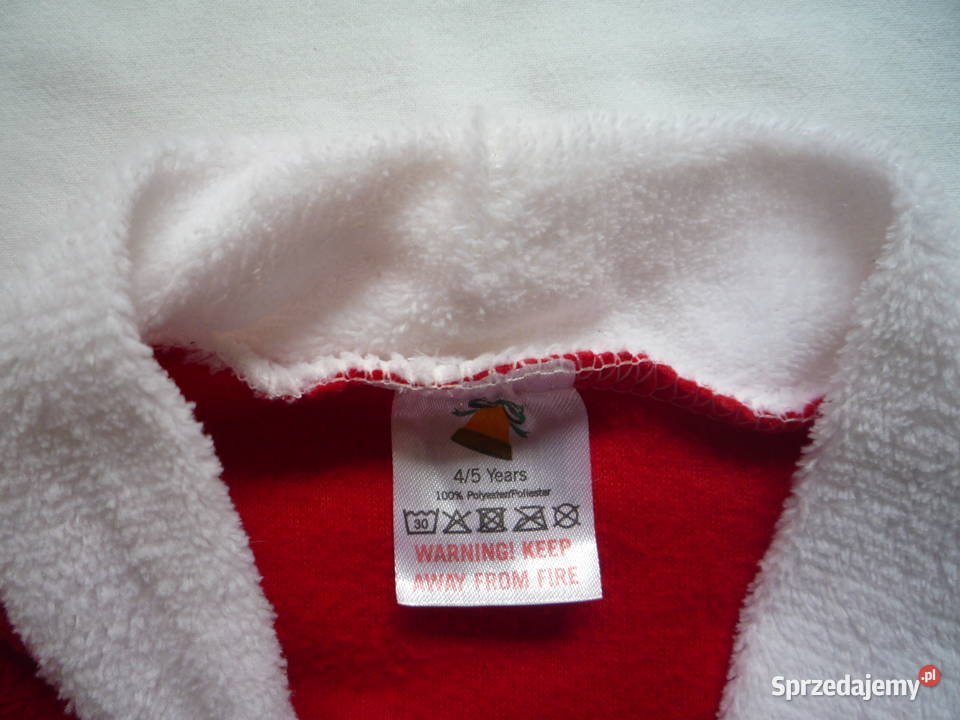 4/5 Years
100% Polyester/Poliester
30
WARNING! KEEP
AWAY FROM FIRE
Sprzedajemy.pl